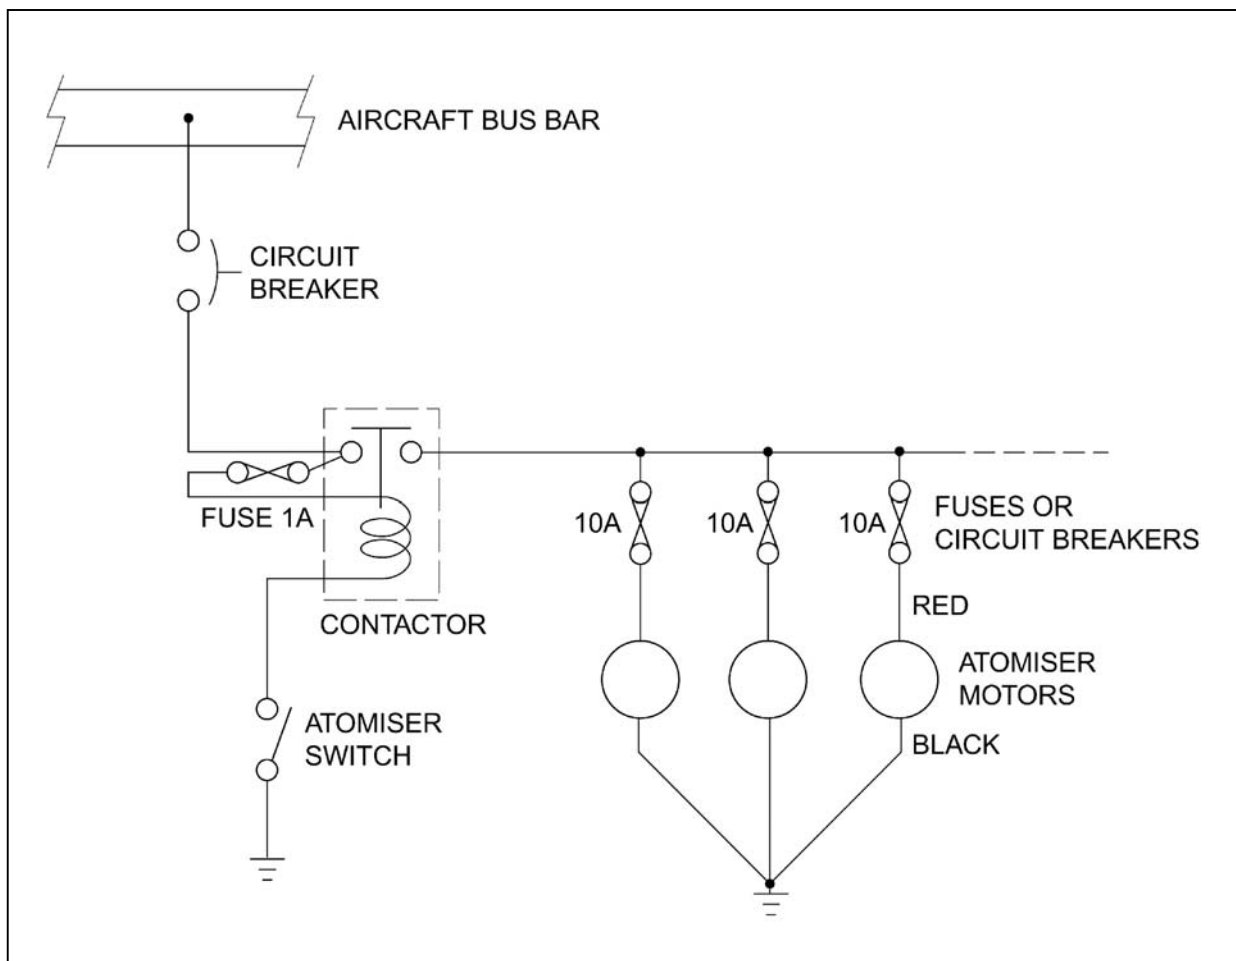 AIRCRAFT BUS BAR
CIRCUIT
BREAKER
FUSE 1A
CONTACTOR
10A
10A
10A
FUSES OR
CIRCUIT BREAKERS
RED
ATOMISER
MOTORS
BLACK
ATOMISER
SWITCH